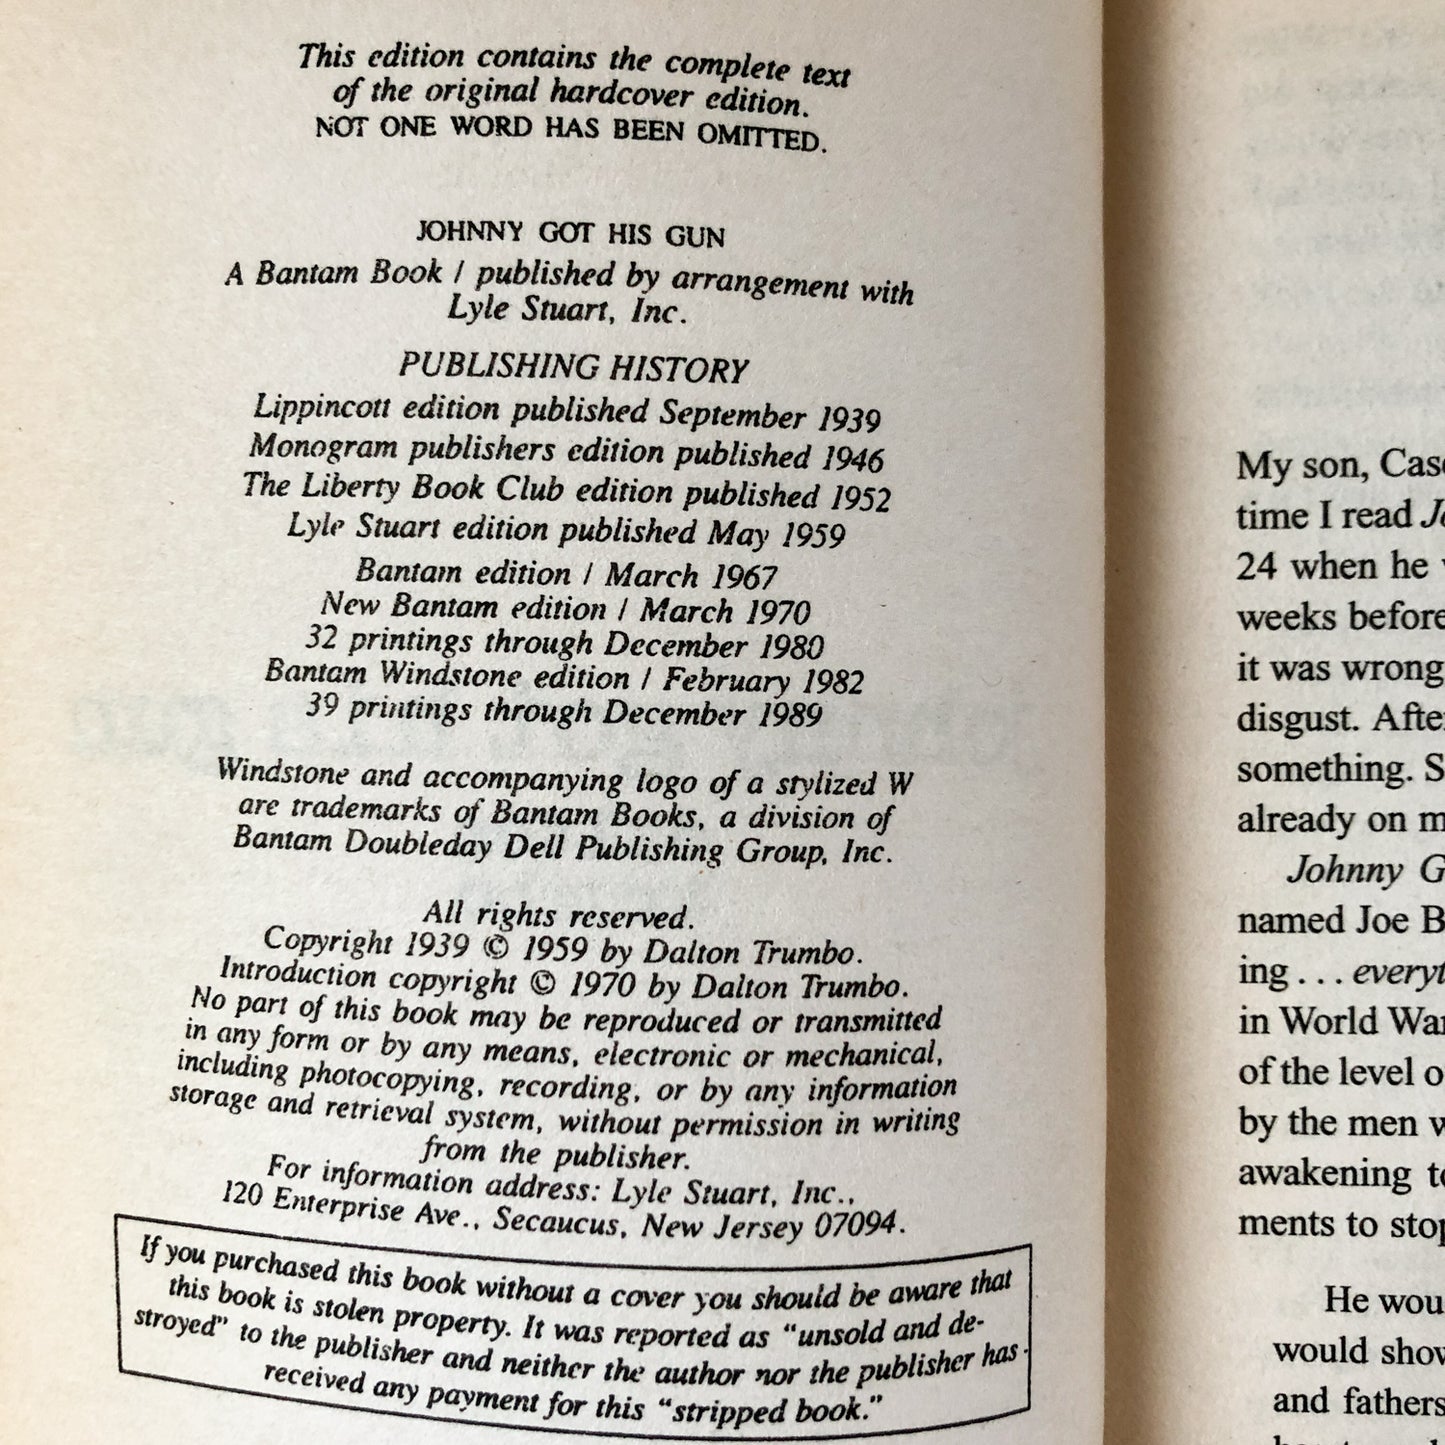 This edition contains the complete text
of the original hardcover edition.
NOT ONE WORD HAS BEEN OMITTED.
JOHNNY GOT HIS GUN
A Bantam Book / published by arrangement with
Lyle Stuart, Inc.
PUBLISHING HISTORY
Lippincott edition published September 1939
Monogram publishers edition published 1946
The Liberty Book Club edition published 1952
Lyle Stuart edition published May 1959
Bantam edition / March 1967
New Bantam edition / March 1970
32 printings through December 1980
Bantam Windstone edition / February 1982
39 printings through December 1989
Windstone and accompanying logo of a stylized W
are trademarks of Bantam Books, a division of
Bantam Doubleday Dell Publishing Group, Inc.
All rights reserved.
Copyright 1939 © 1959 by Dalton Trumbo.
Introduction copyright © 1970 by Dalton Trumbo.
No part of this book may be reproduced or transmitted
in any form or by any means, electronic or mechanical,
including photocopying, recording, or by any information
storage and retrieval system, without permission in writing
from the publisher.
For information address: Lyle Stuart, Inc.,
120 Enterprise Ave., Secaucus, New Jersey 07094.
If you purchased this book without a cover you should be aware that
this book is stolen property. It was reported as "unsold and de-
stroyed" to the publisher and neither the author nor the publisher has
received any payment for this "stripped book."
My son,
time I read
24 when he
weeks before
it was wrong
disgust.
something.
already on
Johnny
named Joe
ing...
in World
of the level
by the men
awakening
ments to
He
would
and fathers